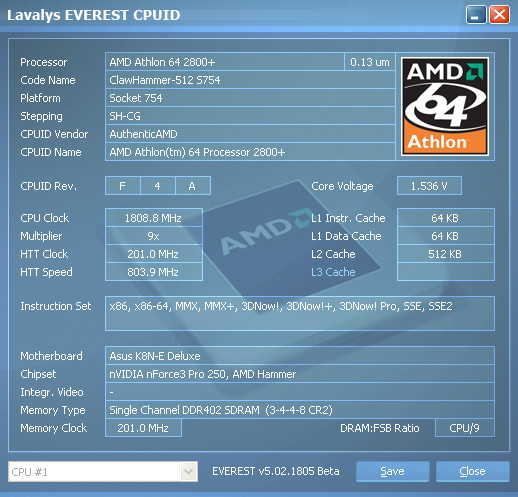 Lavalys EVEREST CPUID
Processor AMD Athlon 64 2800+ 0.13 um
Code Name ClawHammer-512 S754
Platform Socket 754
Stepping SH-CG
CPUID Vendor AuthenticAMD
CPUID Name AMD Athlon(tm) 64 Processor 2800+
AMD
64
Athlon™
CPUID Rev. F 4 A Core Voltage 1.536 V
CPU Clock 1808.8 MHz L1 Instr. Cache 64 KB
Multiplier 9x L1 Data Cache 64 KB
HTT Clock 201.0 MHz L2 Cache 512 KB
HTT Speed 803.9 MHz L3 Cache
AMD
Instruction Set x86, x86-64, MMX, MMX+, 3DNow!, 3DNow!+, 3DNow! Pro, SSE, SSE2
Motherboard Asus K8N-E Deluxe
Chipset nVIDIA nForce3 Pro 250, AMD Hammer
Integr. Video -
Memory Type Single Channel DDR402 SDRAM (3-4-4-8 CR2)
Memory Clock 201.0 MHz DRAM:FSB Ratio CPU/9
CPU #1 EVEREST v5.02.1805 Beta Save Close